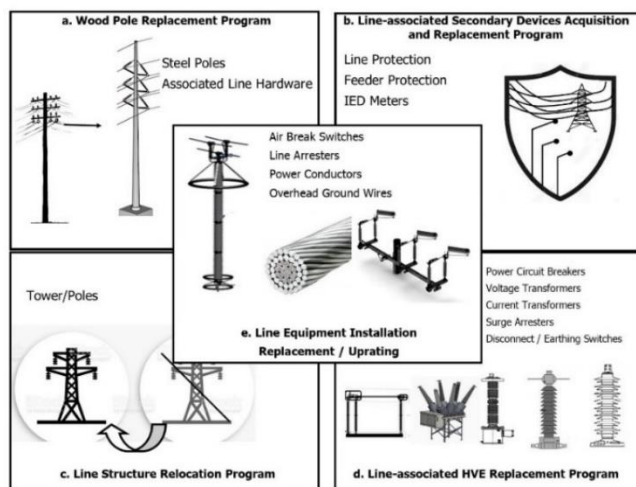 a. Wood Pole Replacement Program
Steel Poles
Associated Line Hardware
b. Line-associated Secondary Devices Acquisition
and Replacement Program
Line Protection
Feeder Protection
IED Meters
Air Break Switches
Line Arresters
Power Conductors
Overhead Ground Wires
e. Line Equipment Installation
Replacement / Uprating
Tower/Poles
c. Line Structure Relocation Program
Power Circuit Breakers
Voltage Transformers
Current Transformers
Surge Arresters
Disconnect / Earthing Switches
d. Line-associated HVE Replacement Program